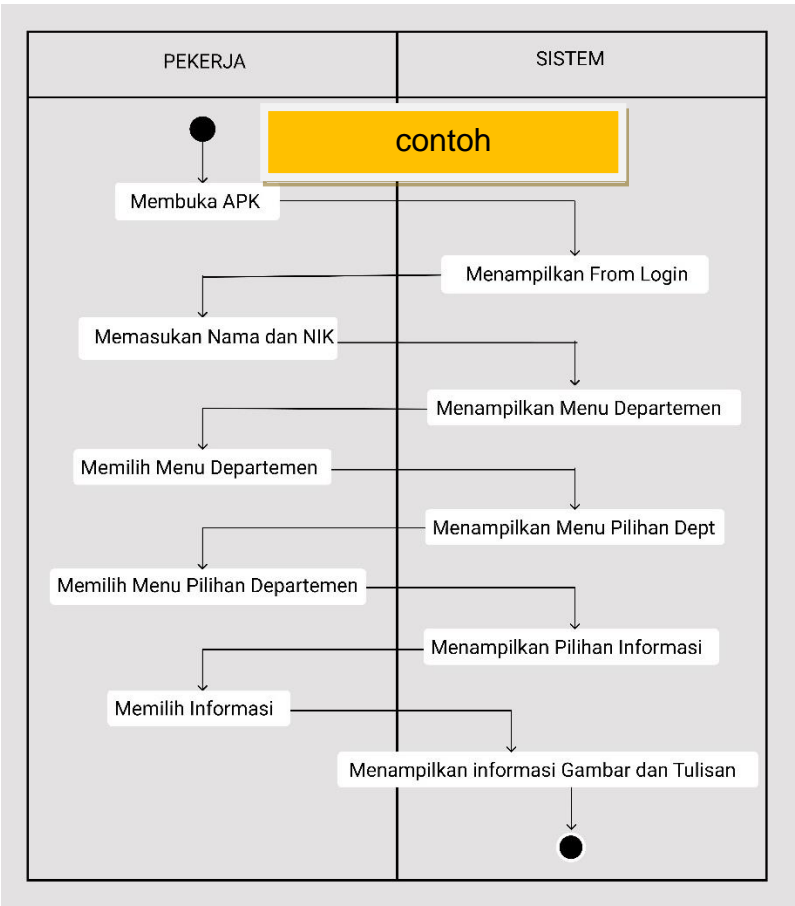 PEKERJA
SISTEM
contoh
Membuka APK
Menampilkan From Login
Memasukan Nama dan NIK
Menampilkan Menu Departemen
Memilih Menu Departemen
Menampilkan Menu Pilihan Dept
Memilih Menu Pilihan Departemen
Menampilkan Pilihan Informasi
Memilih Informasi
Menampilkan informasi Gambar dan Tulisan